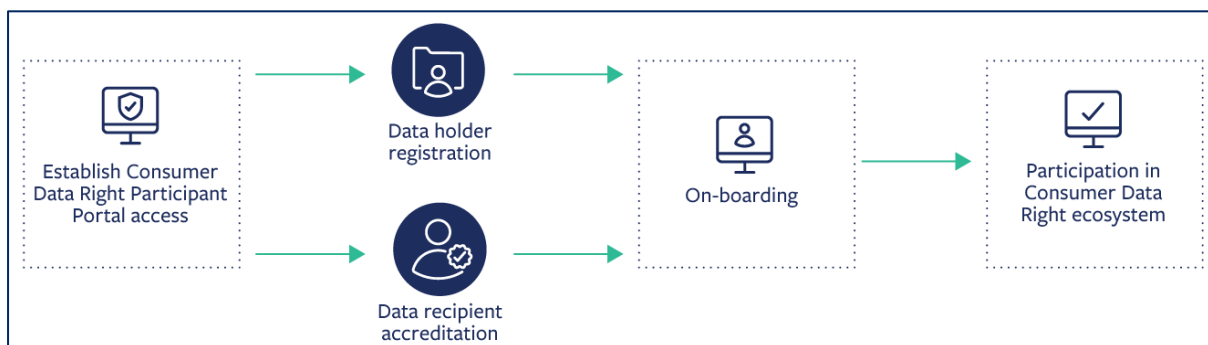 Establish Consumer
Data Right Participant
Portal access
Data holder
registration
Data recipient
accreditation
On-boarding
Participation in
Consumer Data
Right ecosystem